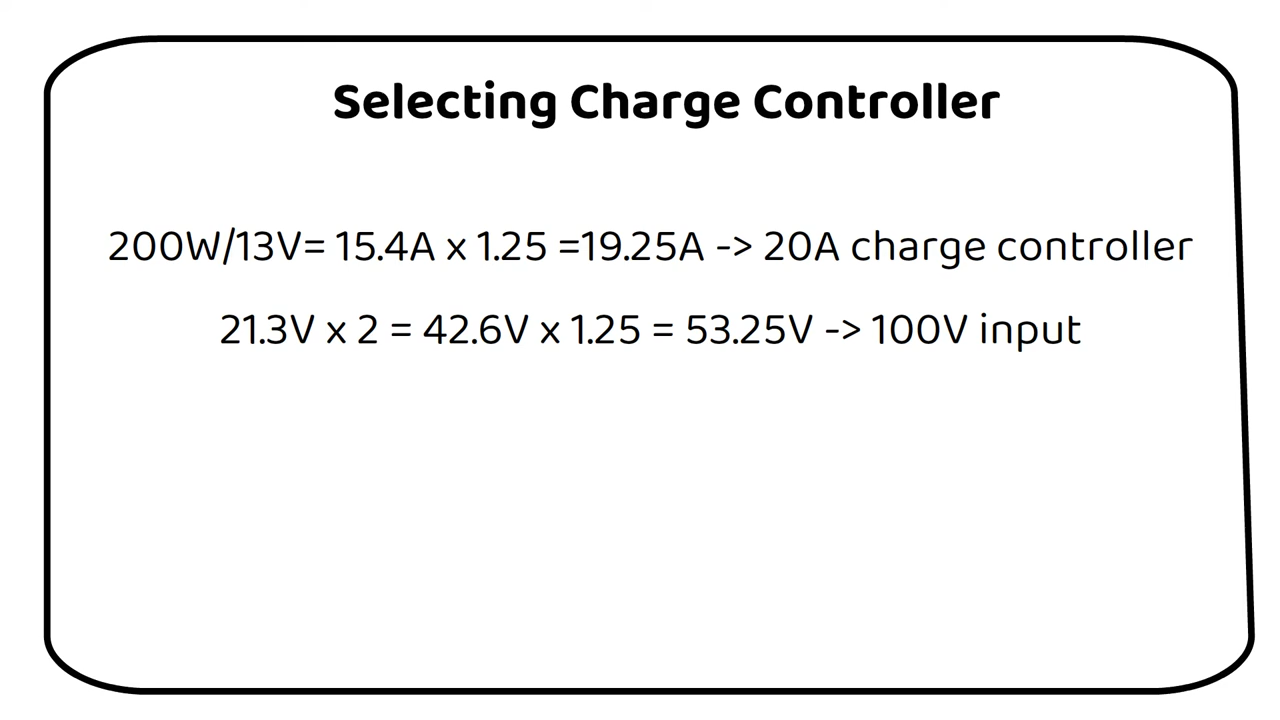 Selecting Charge Controller
200W/13V= 15.4A x 1.25 =19.25A -> 20A charge controller
21.3V x 2 = 42.6V x 1.25 = 53.25V -> 100V input